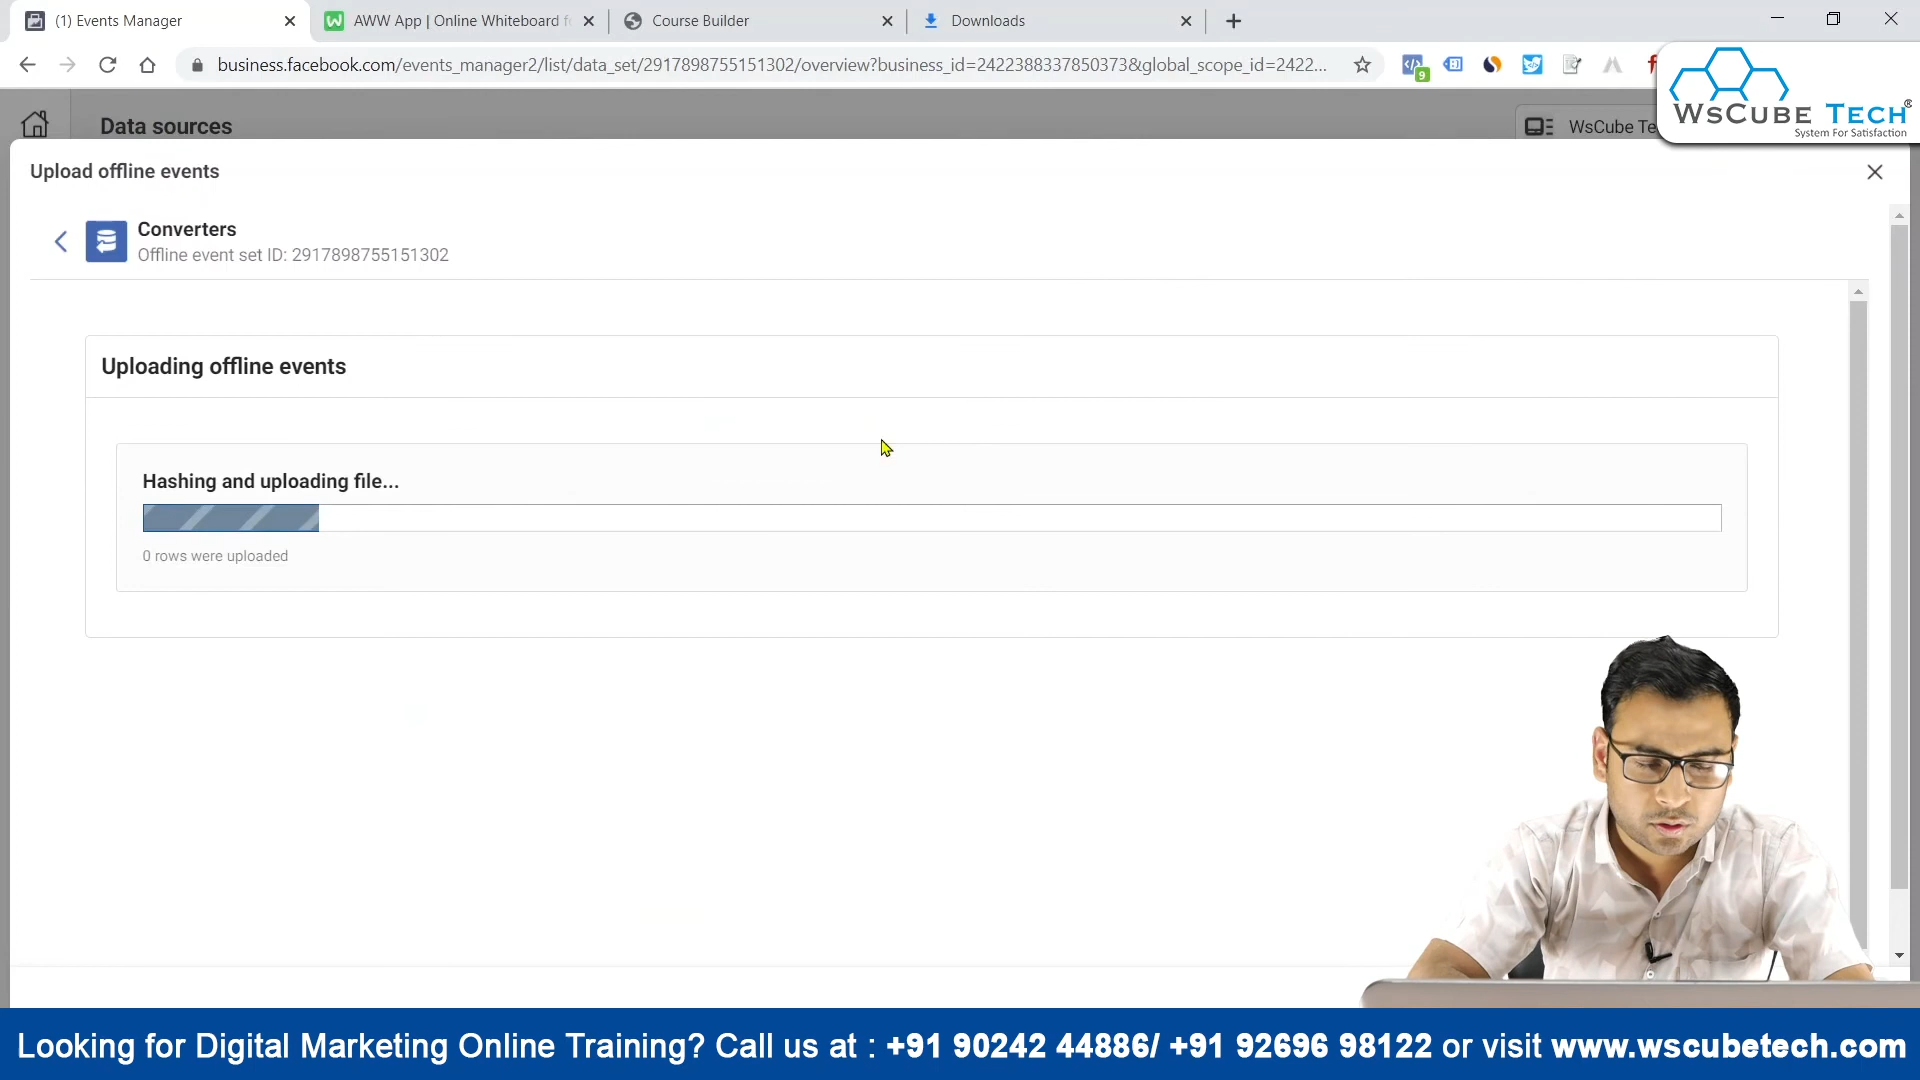 (1) Events Manager
AWW App | Online Whiteboard f
Course Builder
Downloads
business.facebook.com/events_manager2/list/data_set/2917898755151302/overview?business_id=2422388337850373&global_scope_id=2422...
9
Data sources
WsCube Te
WsCube Tech®
System For Satisfaction
Upload offline events
Converters
Offline event set ID: 2917898755151302
Uploading offline events
Hashing and uploading file...
0 rows were uploaded
Looking for Digital Marketing Online Training? Call us at : +91 90242 44886/ +91 92696 98122 or visit www.wscubetech.com